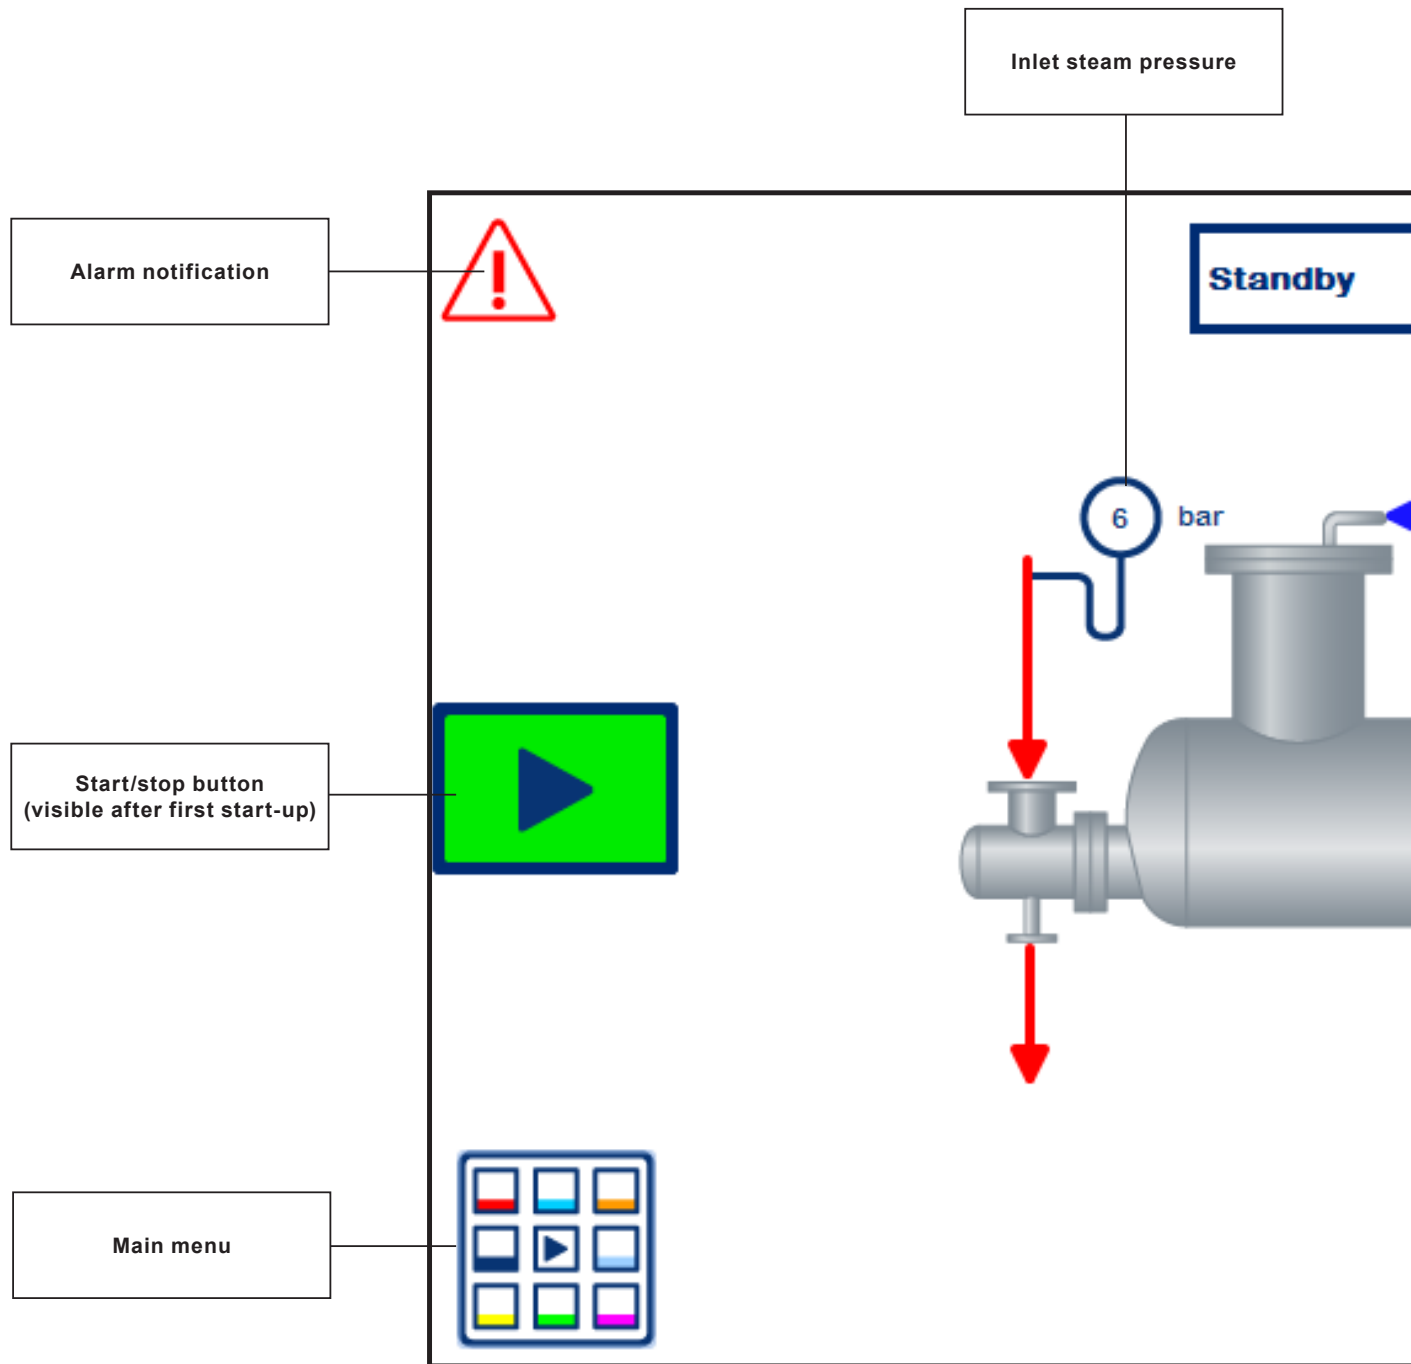 Inlet steam pressure
Alarm notification
Standby
6 bar
Start/stop button
(visible after first start-up)
Main menu